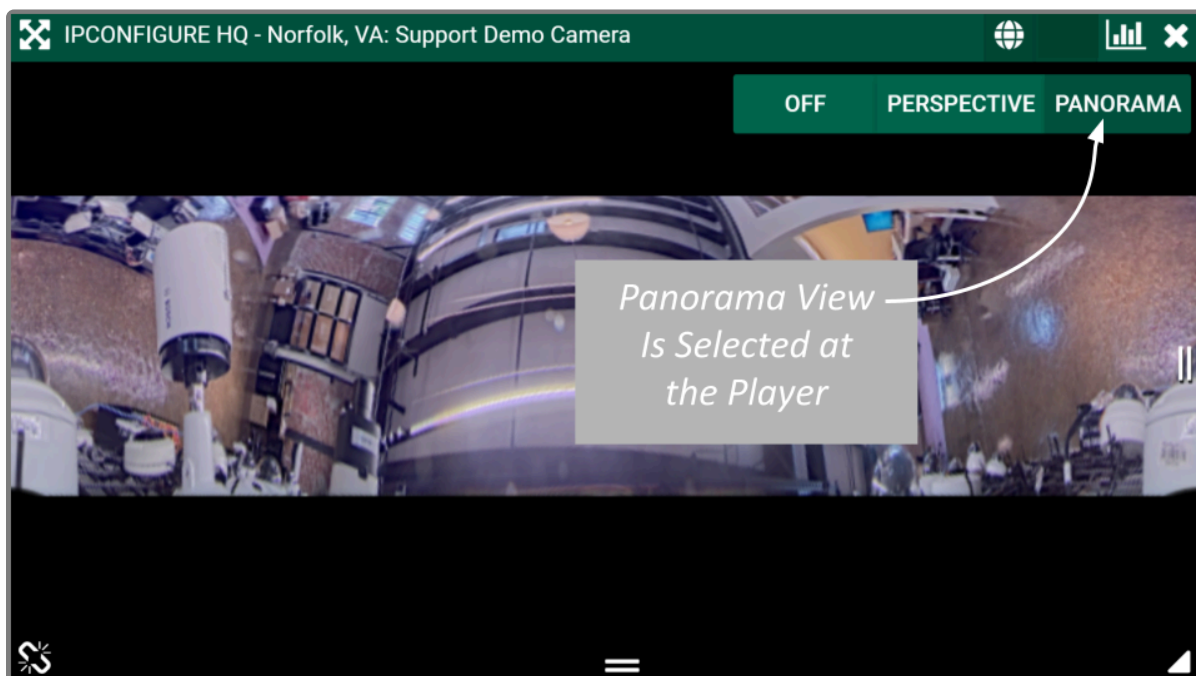 IPCONFIGURE HQ - Norfolk, VA: Support Demo Camera
OFF PERSPECTIVE PANORAMA
Panorama View
Is Selected at
the Player